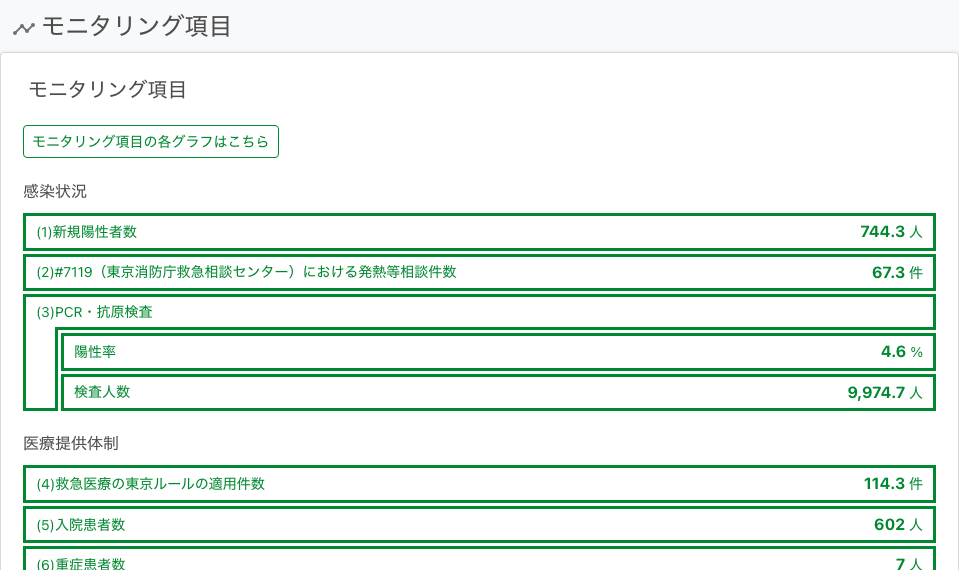 モニタリング項目
モニタリング項目
モニタリング項目の各グラフはこちら
感染状況
(1)新規陽性者数 744.3 人
(2)#7119（東京消防庁救急相談センター）における発熱等相談件数 67.3 件
(3)PCR・抗原検査
陽性率 4.6 %
検査人数 9,974.7 人
医療提供体制
(4)救急医療の東京ルールの適用件数 114.3 件
(5)入院患者数 602 人
(6)重症患者数 7 人